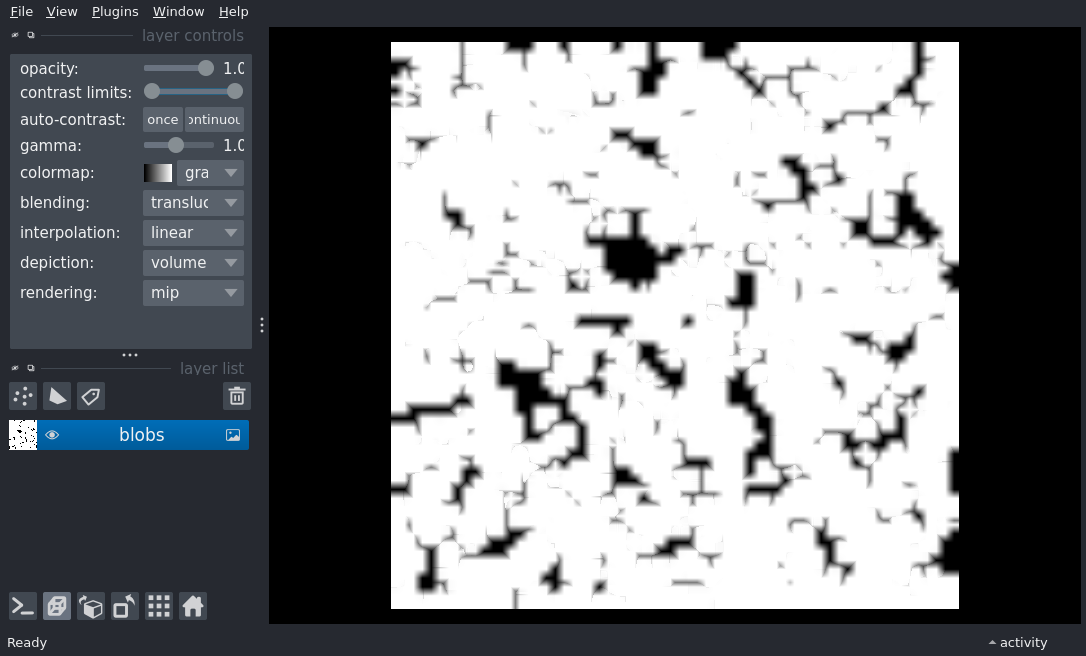 File View Plugins Window Help
layer controls
opacity: 1.0
contrast limits:
auto-contrast: once ontinuou
gamma: 1.0
colormap: gra
blending: transluc
interpolation: linear
depiction: volume
rendering: mip
layer list
blobs
Ready
activity